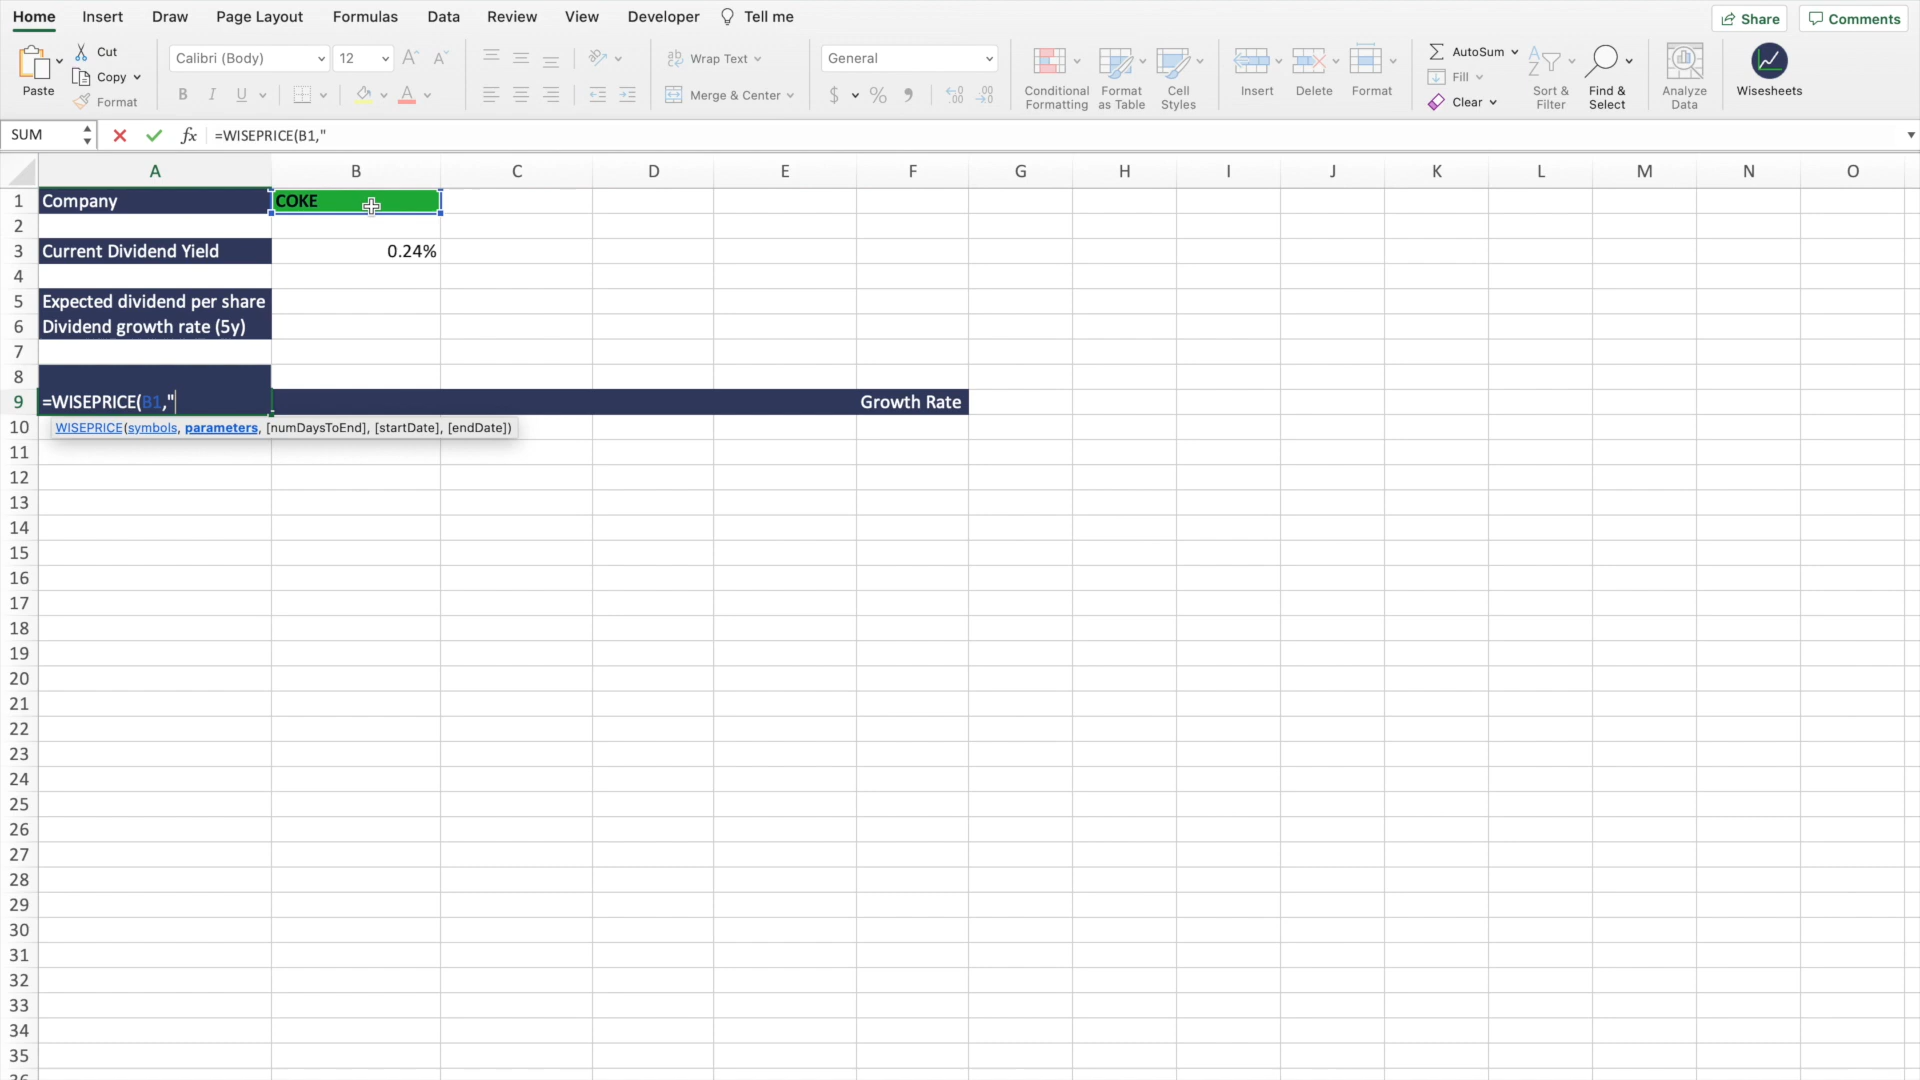 Home Insert Draw Page Layout Formulas Data Review View Developer Tell me Share Comments
Paste Cut Copy Format
Calibri (Body) 12 A A
B I U A
ab Wrap Text
Merge & Center
General
$ %
Conditional Formatting Format as Table Cell Styles
Insert Delete Format
AutoSum Fill Clear
Sort & Filter Find & Select
Analyze Data
Wisesheets
SUM fx =WISEPRICE(B1,"
A B C D E F G H I J K L M N O
1 Company COKE
2
3 Current Dividend Yield 0.24%
4
5 Expected dividend per share
6 Dividend growth rate (5y)
7
8
9 =WISEPRICE(B1," Growth Rate
10 WISEPRICE(symbols, parameters, [numDaysToEnd], [startDate], [endDate])
11
12
13
14
15
16
17
18
19
20
21
22
23
24
25
26
27
28
29
30
31
32
33
34
35
36